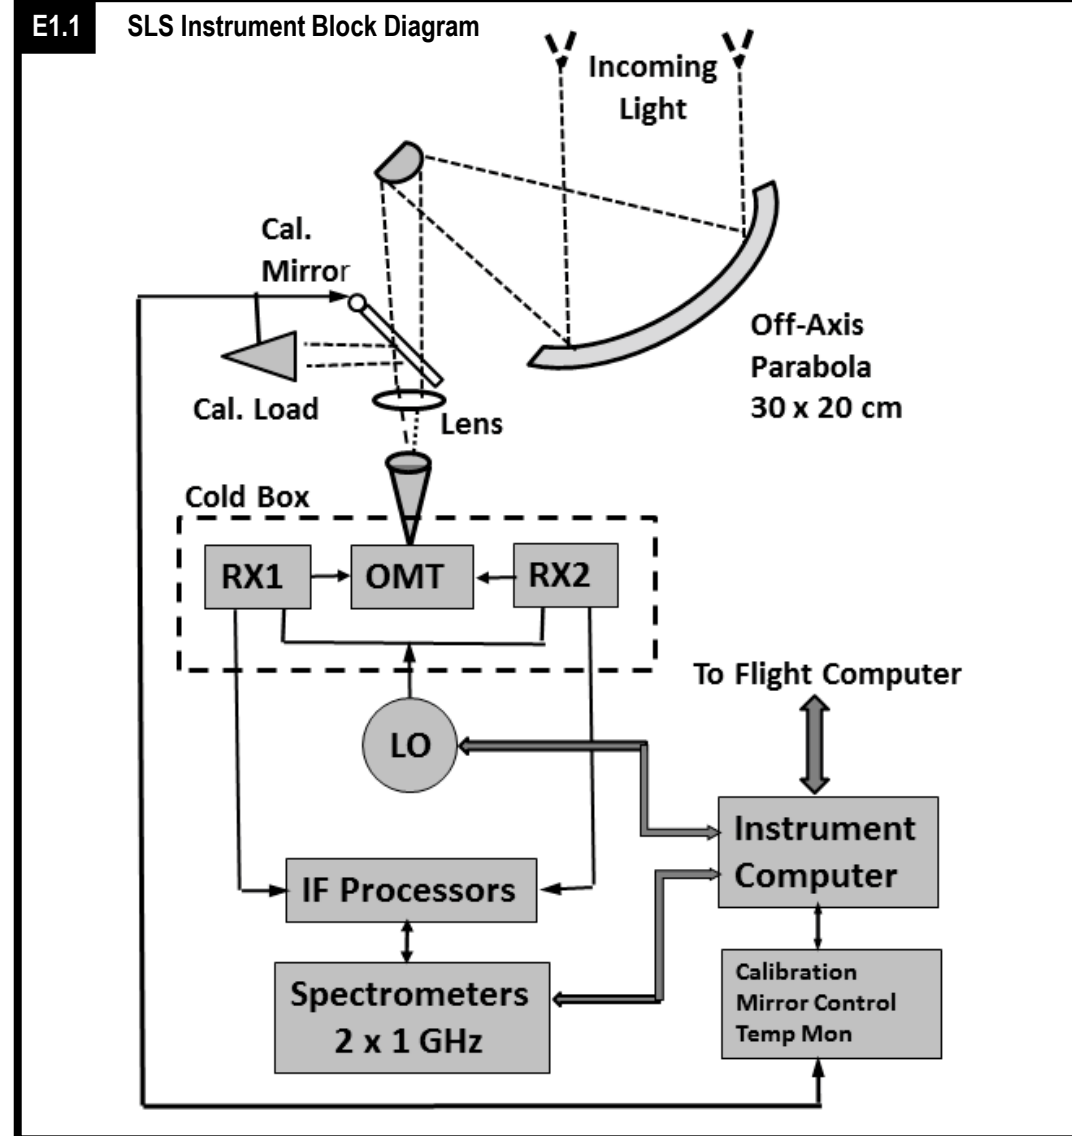 E1.1 SLS Instrument Block Diagram
Incoming
Light
Cal.
Mirror
Off-Axis
Parabola
30 x 20 cm
Cal. Load
Lens
Cold Box
RX1
OMT
RX2
To Flight Computer
LO
Instrument
Computer
IF Processors
Spectrometers
2 x 1 GHz
Calibration
Mirror Control
Temp Mon